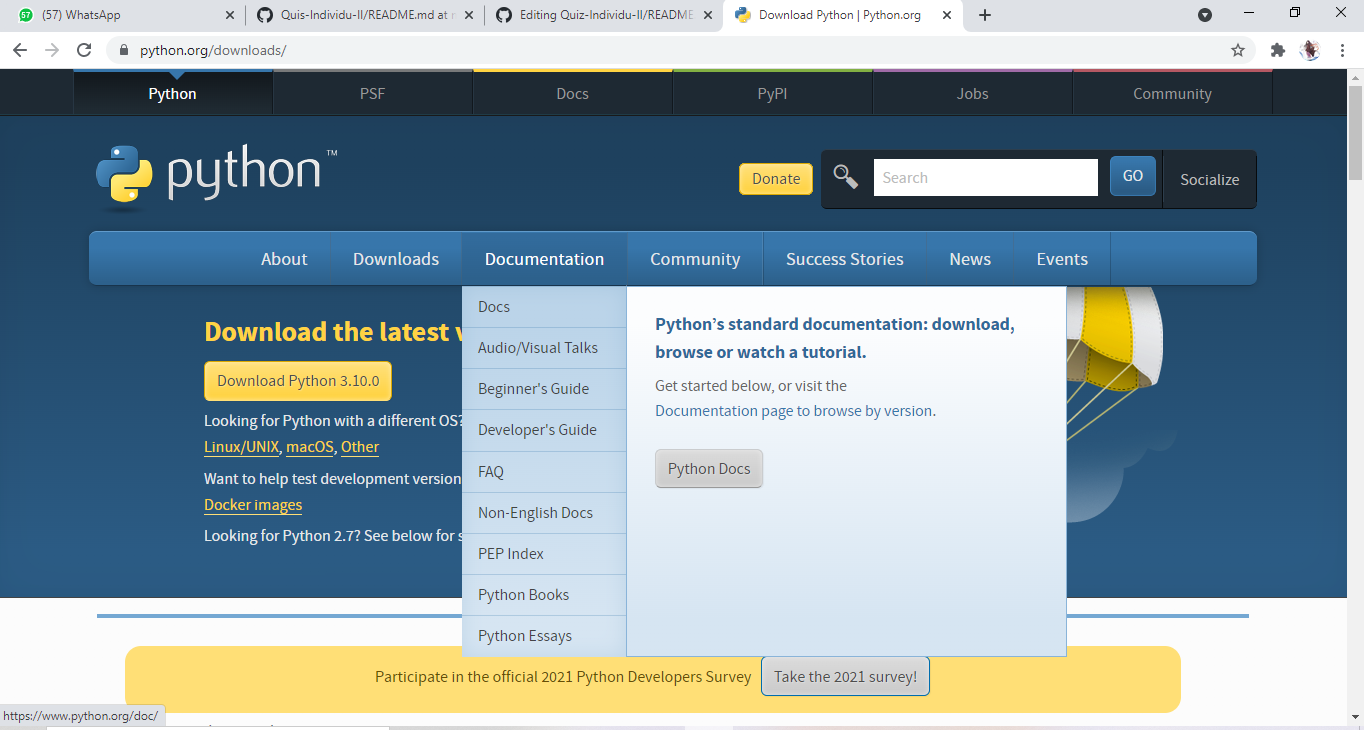 (57) WhatsApp
Quis-Individu-II/README.md at
Editing Quiz-Individu-II/README
Download Python | Python.org
python.org/downloads/
Python
PSF
Docs
PyPI
Jobs
Community
python™
Donate
Search
GO
Socialize
About
Downloads
Documentation
Community
Success Stories
News
Events
Docs
Audio/Visual Talks
Beginner's Guide
Developer's Guide
FAQ
Non-English Docs
PEP Index
Python Books
Python Essays
Python’s standard documentation: download,
browse or watch a tutorial.
Get started below, or visit the
Documentation page to browse by version.
Python Docs
Download the latest
Download Python 3.10.0
Looking for Python with a different OS?
Linux/UNIX, macOS, Other
Want to help test development version
Docker images
Looking for Python 2.7? See below for
Participate in the official 2021 Python Developers Survey
Take the 2021 survey!
https://www.python.org/doc/